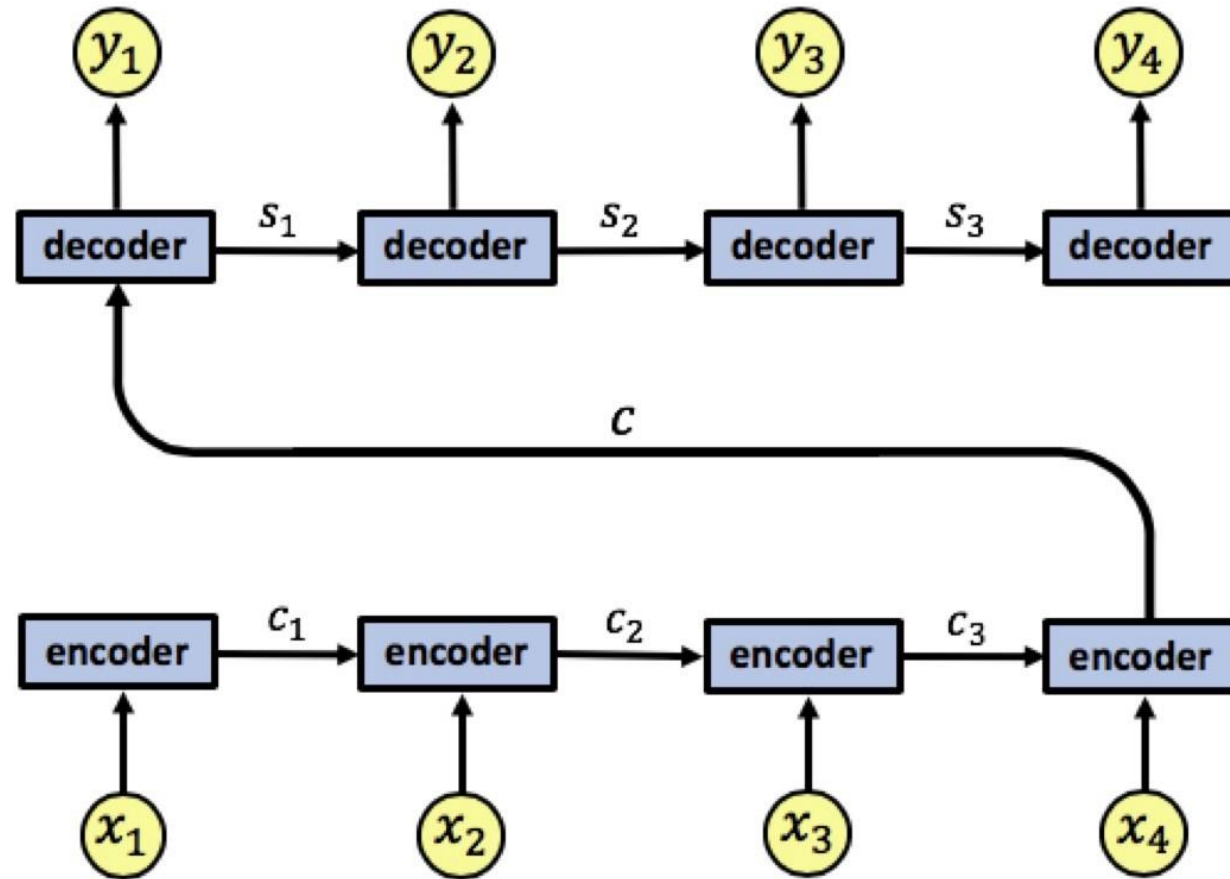 y₁ y₂ y₃ y₄
s₁ s₂ s₃
decoder decoder decoder decoder
C
c₁ c₂ c₃
encoder encoder encoder encoder
x₁ x₂ x₃ x₄